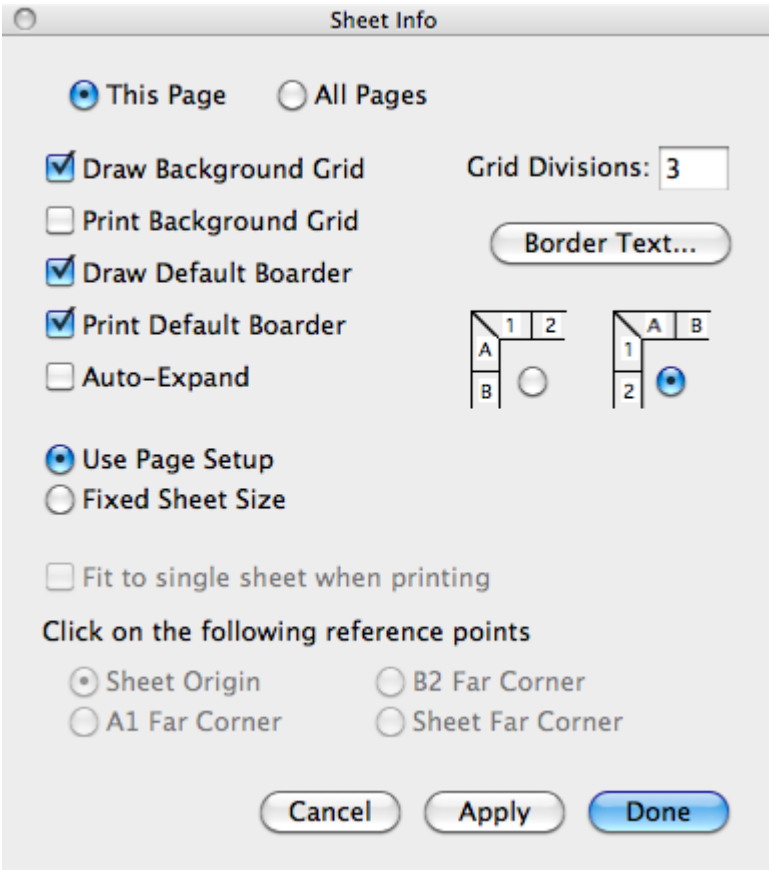 Sheet Info
This Page All Pages
Draw Background Grid Grid Divisions: 3
Print Background Grid
Border Text...
Draw Default Boarder
Print Default Boarder 1 2 A B
A 1
Auto-Expand
B 2
Use Page Setup
Fixed Sheet Size
Fit to single sheet when printing
Click on the following reference points
Sheet Origin B2 Far Corner
A1 Far Corner Sheet Far Corner
Cancel Apply Done